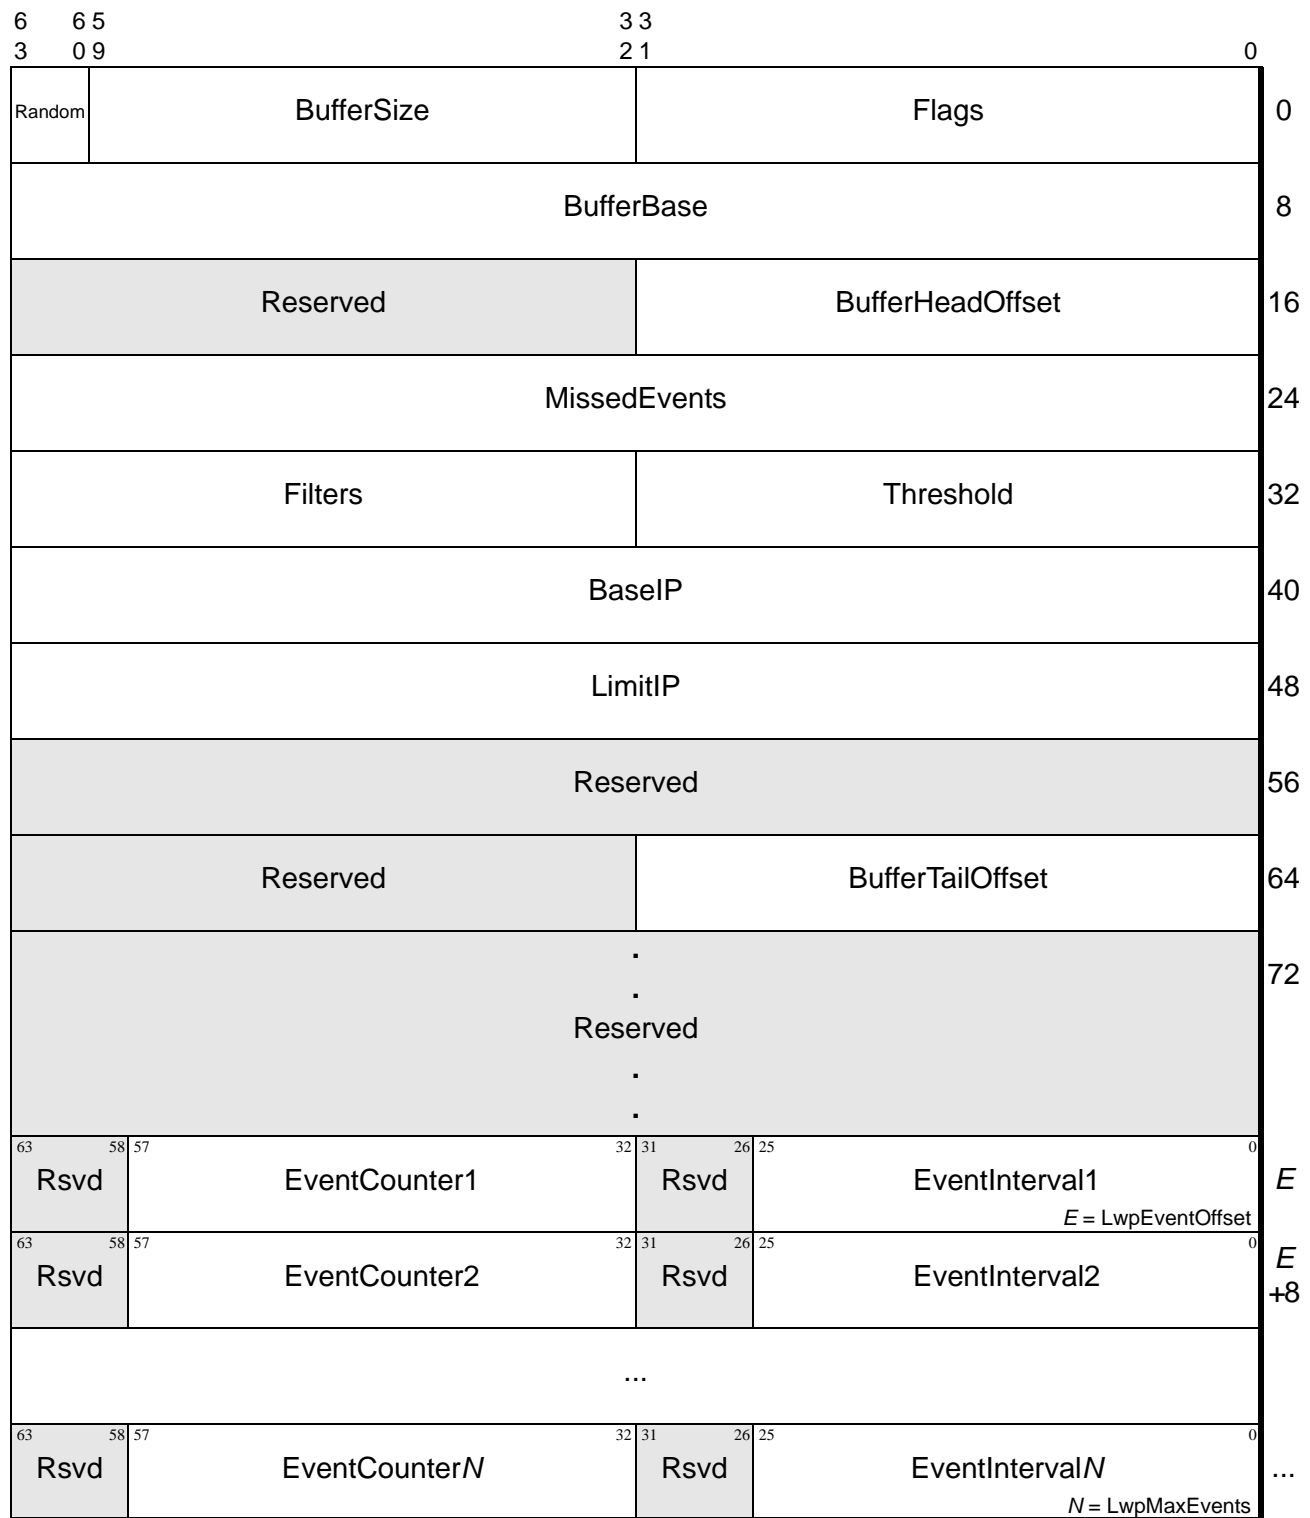 6 6 5 3 3
3 0 9 2 1 0
Random BufferSize Flags 0
BufferBase 8
Reserved BufferHeadOffset 16
MissedEvents 24
Filters Threshold 32
BaseIP 40
LimitIP 48
Reserved 56
Reserved BufferTailOffset 64
.
72
.
Reserved
.
.
63 58 57 32 31 26 25 0
Rsvd EventCounter1 Rsvd EventInterval1 E
E = LwpEventOffset
63 58 57 32 31 26 25 0
Rsvd EventCounter2 Rsvd EventInterval2 E
+8
...
63 58 57 32 31 26 25 0
Rsvd EventCounterN Rsvd EventIntervalN ...
N = LwpMaxEvents